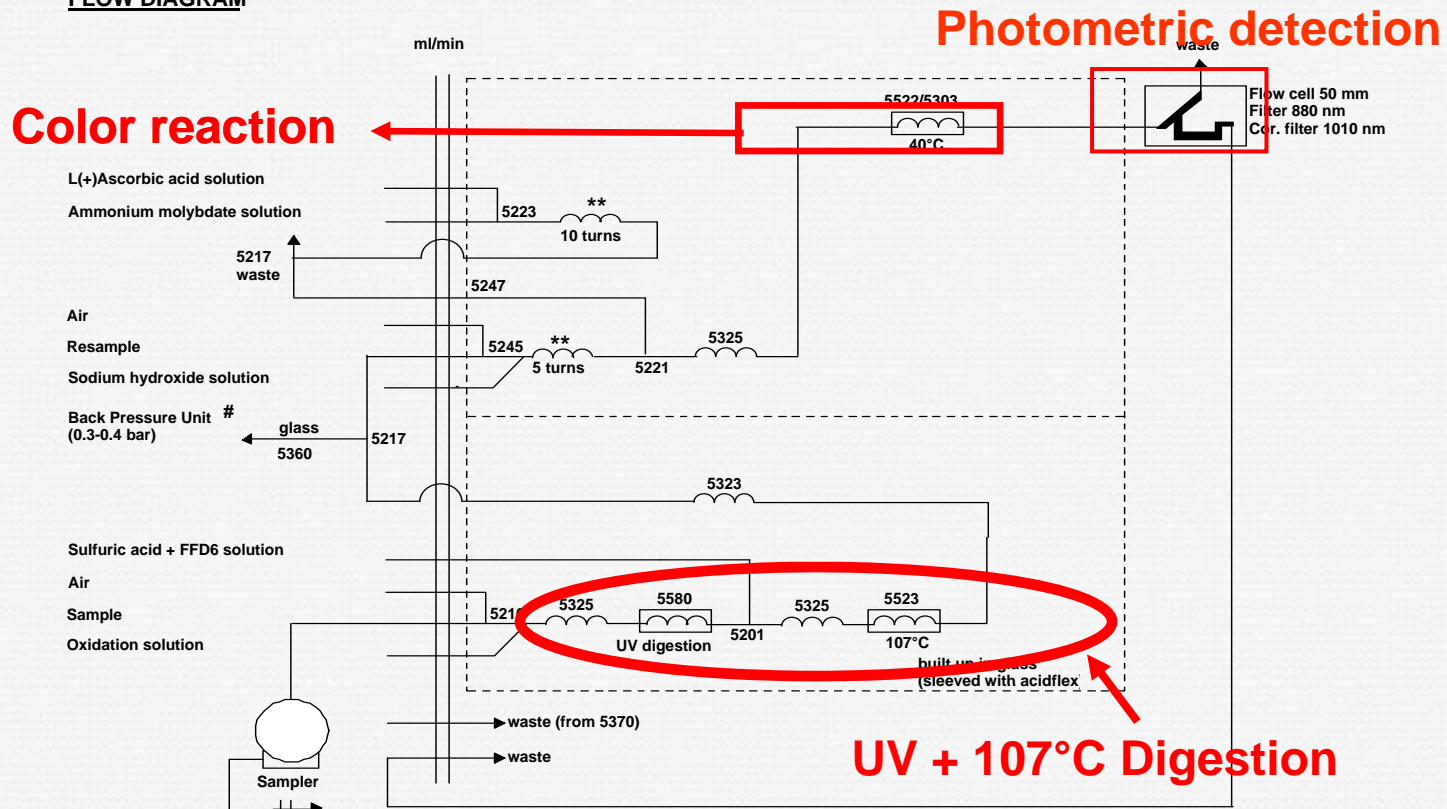 FLOW DIAGRAM
Photometric detection
ml/min
waste
Flow cell 50 mm
Filter 880 nm
Cor. filter 1010 nm
5522/5303
40°C
Color reaction
L(+)Ascorbic acid solution
Ammonium molybdate solution
5223
**
10 turns
5217
waste
5247
Air
Resample
Sodium hydroxide solution
5245
**
5 turns
5221
5325
Back Pressure Unit #
(0.3-0.4 bar)
glass
5360
5217
5323
Sulfuric acid + FFD6 solution
Air
Sample
Oxidation solution
5325
5580
UV digestion
5201
5325
5523
107°C
built up in glass
(sleeved with acidflex
waste (from 5370)
waste
Sampler
UV + 107°C Digestion